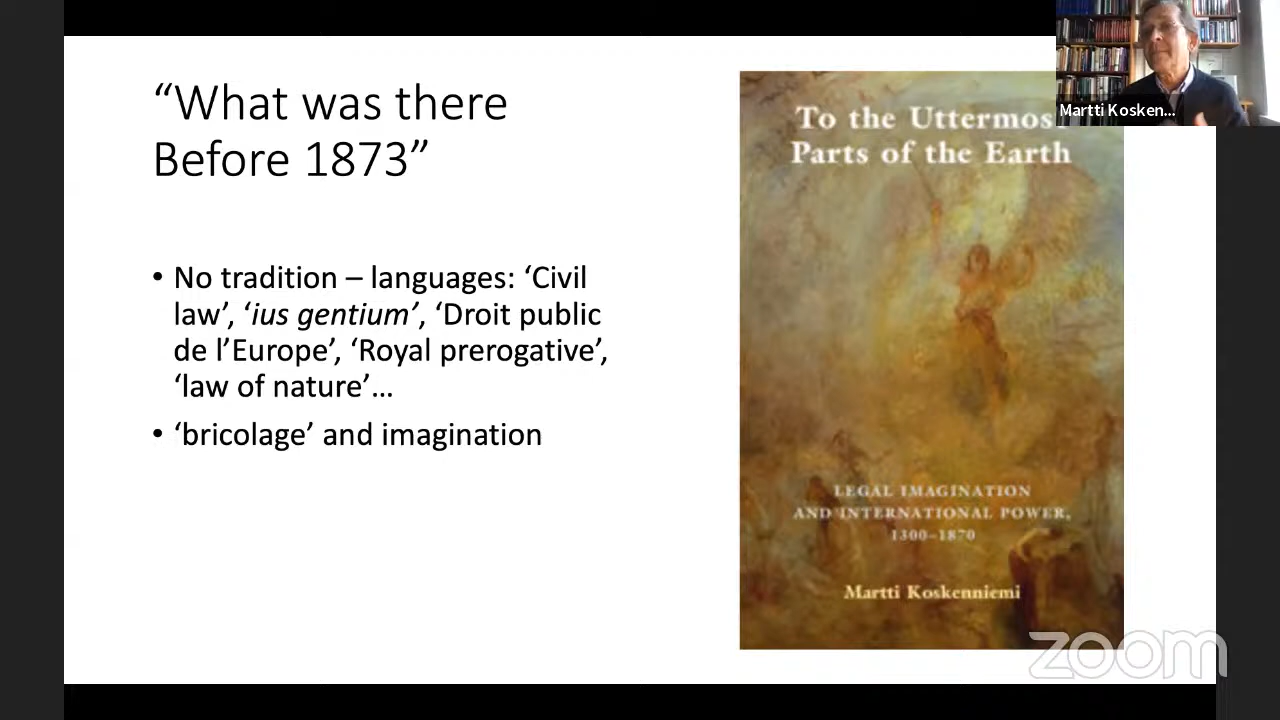 “What was there
Before 1873”
• No tradition – languages: ‘Civil
law’, ‘ius gentium’, ‘Droit public
de l’Europe’, ‘Royal prerogative’,
‘law of nature’…
• ‘bricolage’ and imagination
To the Uttermost
Parts of the Earth
LEGAL IMAGINATION
AND INTERNATIONAL POWER,
1300–1870
Martti Koskenniemi
Martti Kosken...
zoom